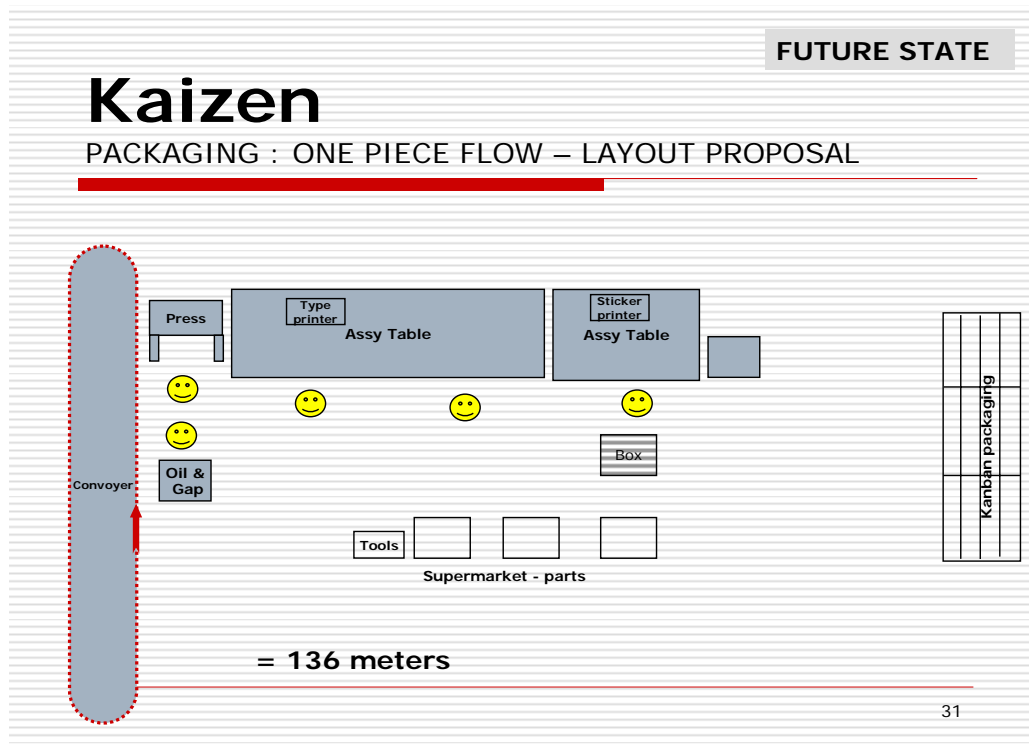 FUTURE STATE
Kaizen
PACKAGING : ONE PIECE FLOW – LAYOUT PROPOSAL
Press
Type
printer
Assy Table
Sticker
printer
Assy Table
Kanban packaging
Box
Oil &
Gap
Convoyer
Tools
Supermarket - parts
= 136 meters
31